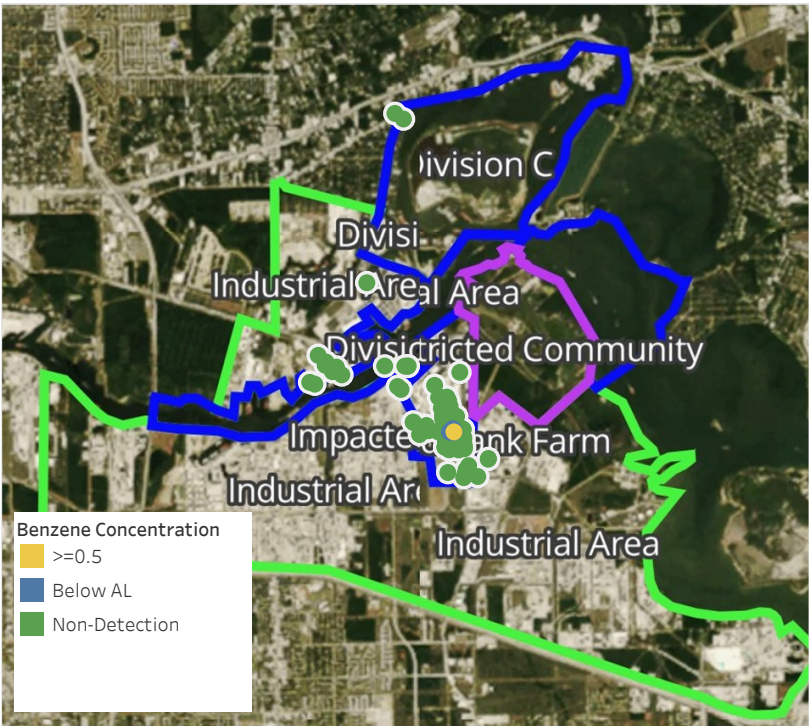 Division C
Divisi
Industrial Area
al Area
Divisi
tricted Community
Impacte
ank Farm
Industrial Are
Industrial Area
Benzene Concentration
>=0.5
Below AL
Non-Detection